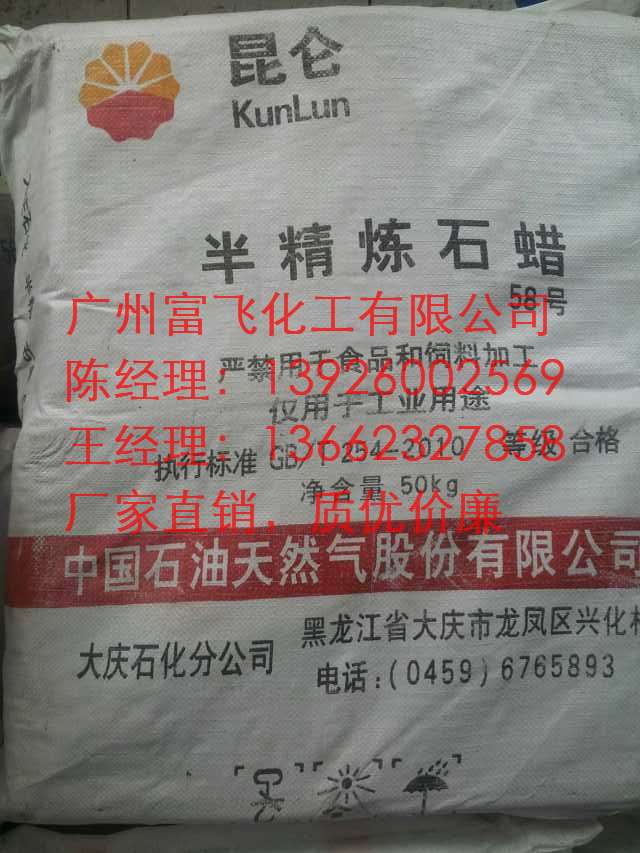 昆仑
KunLun
半精炼石蜡
58号
广州富飞化工有限公司
严禁用于食品和饲料加工
陈经理：13926002569
仅用于工业用途
王经理：13662327858
执行标准 GB/T 254-2010 等级 合格
净含量 50kg
厂家直销，质优价廉
中国石油天然气股份有限公司
大庆石化分公司
黑龙江省大庆市龙凤区兴化村
电话：(0459) 6765893